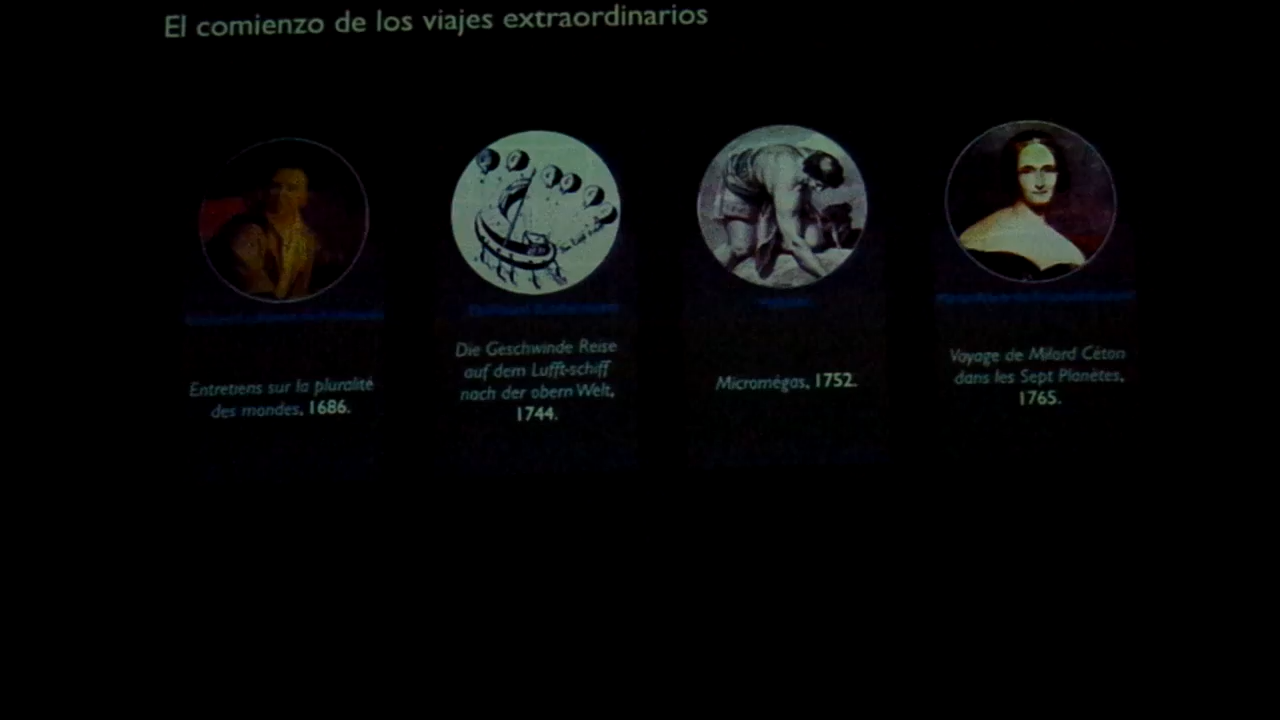 El comienzo de los viajes extraordinarios
Entretiens sur la pluralité
des mondes, 1686.
Die Geschwinde Reise
auf dem Lufft-schiff
nach der obern Welt,
1744.
Micromégas, 1752.
Voyage de Milord Céton
dans les Sept Planètes,
1765.